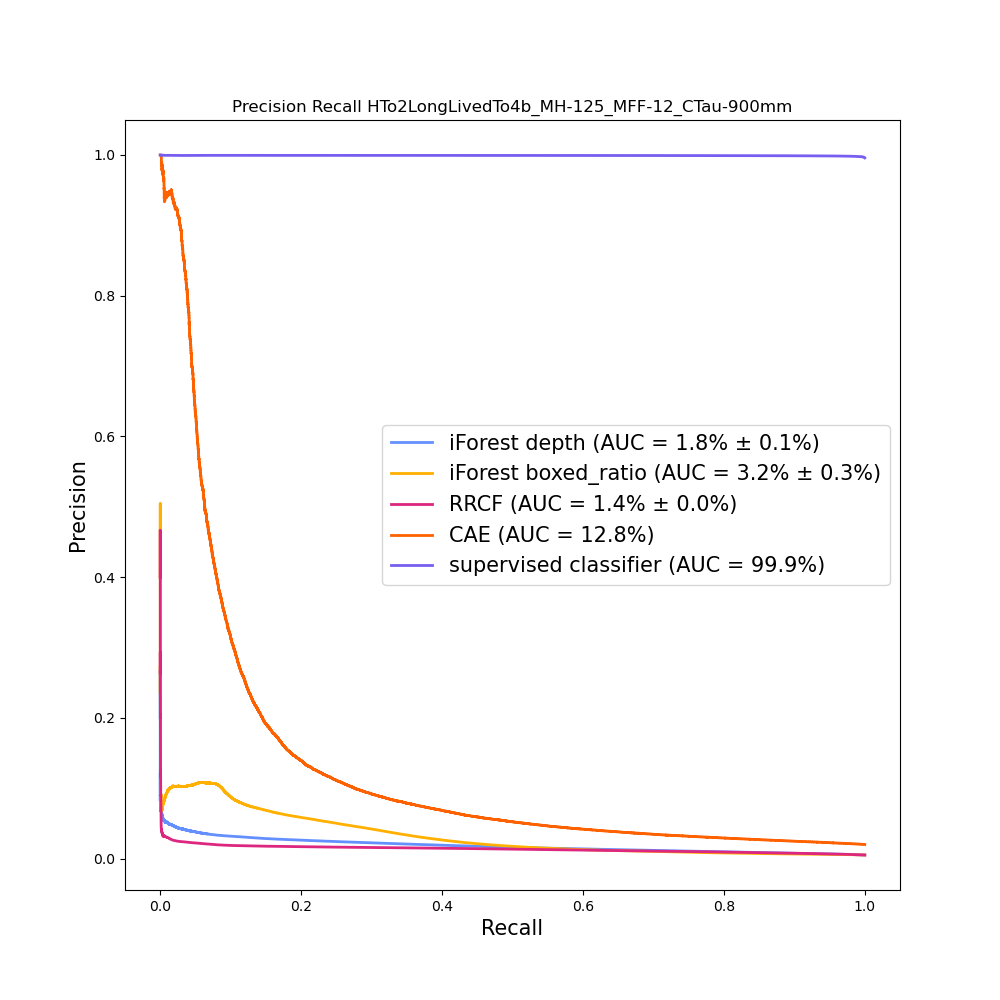 Precision Recall HTo2LongLivedTo4b_MH-125_MFF-12_CTau-900mm
1.0
0.8
0.6
0.4
0.2
0.0
Precision
iForest depth (AUC = 1.8% ± 0.1%)
iForest boxed_ratio (AUC = 3.2% ± 0.3%)
RRCF (AUC = 1.4% ± 0.0%)
CAE (AUC = 12.8%)
supervised classifier (AUC = 99.9%)
0.0 0.2 0.4 0.6 0.8 1.0
Recall